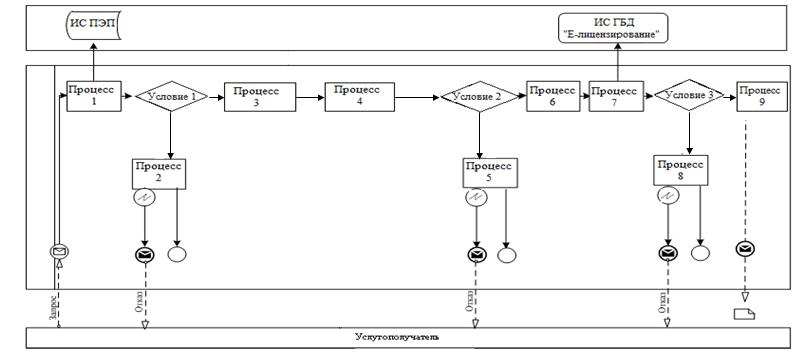 ИС ПЭП
ИС ГБД
"Е-лицензирование"
Процесс
1
Условие 1
Процесс
3
Процесс
4
Условие 2
Процесс
6
Процесс
7
Условие 3
Процесс
9
Процесс
2
Процесс
5
Процесс
8
Запрос
Отказ
Отказ
Отказ
Услугополучатель